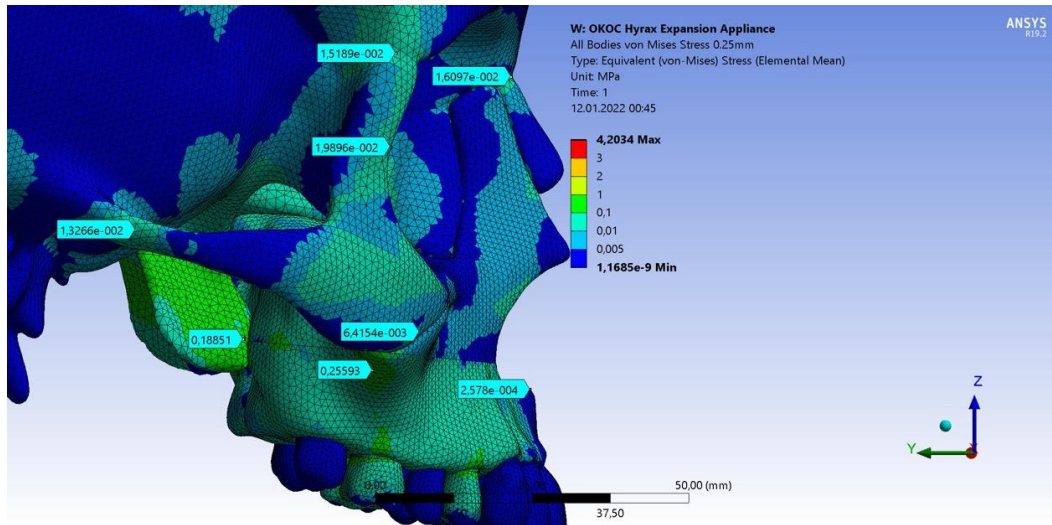 W: OKOC Hyrax Expansion Appliance
All Bodies von Mises Stress 0.25mm
Type: Equivalent (von-Mises) Stress (Elemental Mean)
Unit: MPa
Time: 1
12.01.2022 00:45
ANSYS
R19.2
4,2034 Max
3
2
1
0,1
0,01
0,005
1,1685e-9 Min
1,5189e-002
1,6097e-002
1,9896e-002
1,3266e-002
0,18851
6,4154e-003
0,25593
2,578e-004
50,00 (mm)
37,50
Z
Y